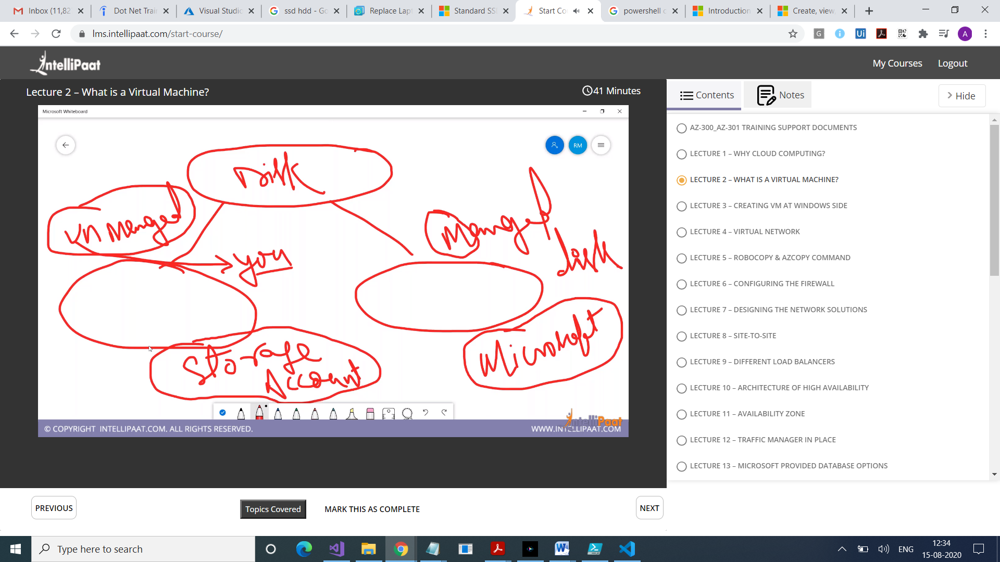 Inbox (11,82
Dot Net Trai
Visual Studio
ssd hdd - Go
Replace Lap
Standard SS
Start Co
powershell c
Introduction
Create, view,
lms.intellipaat.com/start-course/
G
Ui
A
IntelliPaat
My Courses
Logout
Lecture 2 – What is a Virtual Machine?
41 Minutes
Contents
Notes
Hide
Microsoft Whiteboard
RM
Disk
UnManged
Manged
disk
you
Storage
Account
Microsoft
IntelliPaat
© COPYRIGHT INTELLIPAAT.COM. ALL RIGHTS RESERVED.
WWW.INTELLIPAAT.COM
AZ-300_AZ-301 TRAINING SUPPORT DOCUMENTS
LECTURE 1 – WHY CLOUD COMPUTING?
LECTURE 2 – WHAT IS A VIRTUAL MACHINE?
LECTURE 3 – CREATING VM AT WINDOWS SIDE
LECTURE 4 – VIRTUAL NETWORK
LECTURE 5 – ROBOCOPY & AZCOPY COMMAND
LECTURE 6 – CONFIGURING THE FIREWALL
LECTURE 7 – DESIGNING THE NETWORK SOLUTIONS
LECTURE 8 – SITE-TO-SITE
LECTURE 9 – DIFFERENT LOAD BALANCERS
LECTURE 10 – ARCHITECTURE OF HIGH AVAILABILITY
LECTURE 11 – AVAILABILITY ZONE
LECTURE 12 – TRAFFIC MANAGER IN PLACE
LECTURE 13 – MICROSOFT PROVIDED DATABASE OPTIONS
PREVIOUS
Topics Covered
MARK THIS AS COMPLETE
NEXT
Type here to search
ENG
12:34
15-08-2020